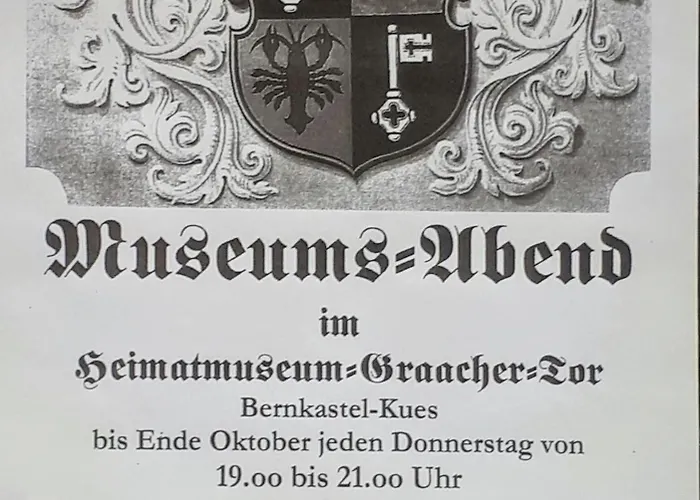 Museums=Abend
im
Heimatmuseum=Graacher=Tor
Bernkastel-Kues
bis Ende Oktober jeden Donnerstag von
19.00 bis 21.00 Uhr